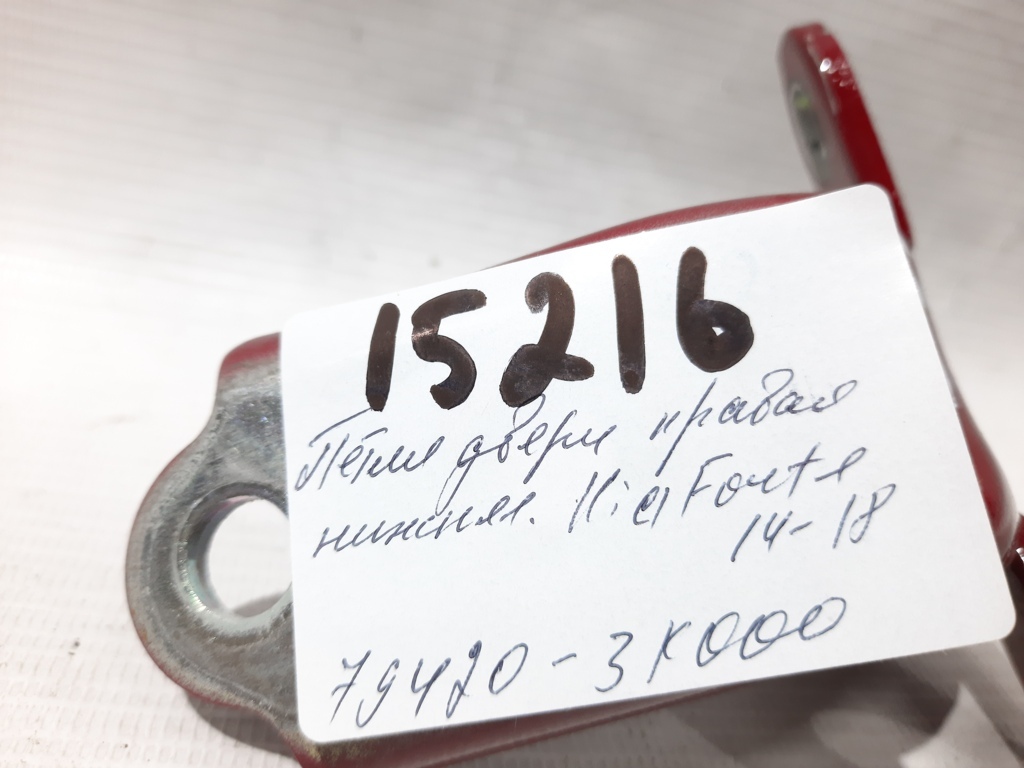 15216
Петля двери правая
нижняя. Kia Forte
14-18
79420-3K000